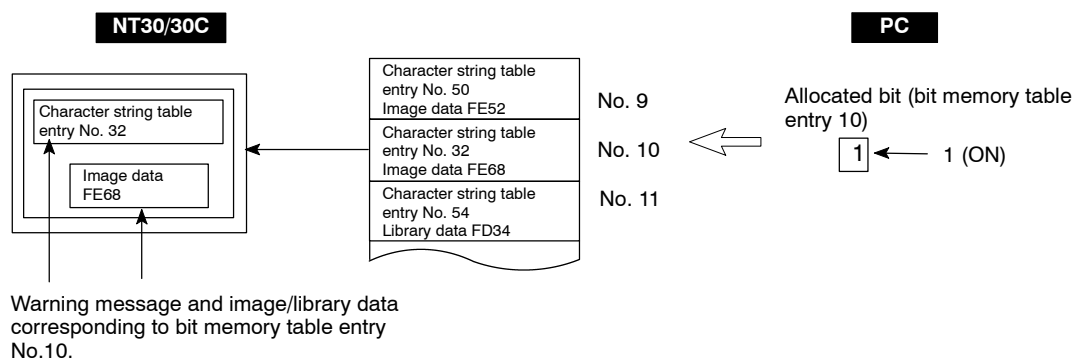 NT30/30C
PC
Character string table
entry No. 32
Image data
FE68
Character string table
entry No. 50
Image data FE52
Character string table
entry No. 32
Image data FE68
Character string table
entry No. 54
Library data FD34
No. 9
No. 10
No. 11
Allocated bit (bit memory table
entry 10)
1
1 (ON)
Warning message and image/library data
corresponding to bit memory table entry
No.10.